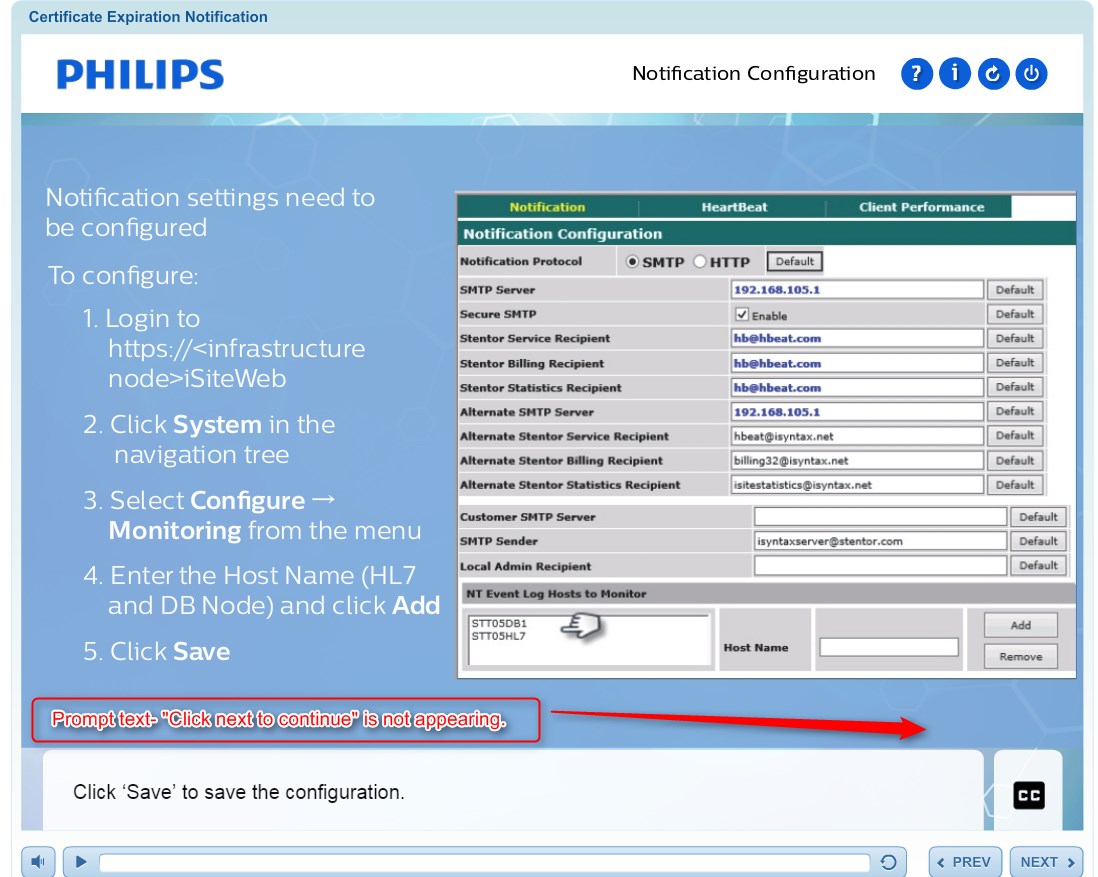 Certificate Expiration Notification
PHILIPS
Notification Configuration
?
i
Notification settings need to
be configured
To configure:
1. Login to
https://<infrastructure
node>iSiteWeb
2. Click System in the
navigation tree
3. Select Configure →
Monitoring from the menu
4. Enter the Host Name (HL7
and DB Node) and click Add
5. Click Save
Notification HeartBeat Client Performance
Notification Configuration
Notification Protocol SMTP HTTP Default
SMTP Server 192.168.105.1 Default
Secure SMTP Enable Default
Stentor Service Recipient hb@hbeat.com Default
Stentor Billing Recipient hb@hbeat.com Default
Stentor Statistics Recipient hb@hbeat.com Default
Alternate SMTP Server 192.168.105.1 Default
Alternate Stentor Service Recipient hbeat@isyntax.net Default
Alternate Stentor Billing Recipient billing32@isyntax.net Default
Alternate Stentor Statistics Recipient isitestatistics@isyntax.net Default
Customer SMTP Server Default
SMTP Sender isyntaxserver@stentor.com Default
Local Admin Recipient Default
NT Event Log Hosts to Monitor
STT05DB1
STT05HL7
Host Name
Add
Remove
Prompt text- "Click next to continue" is not appearing.
Click ‘Save’ to save the configuration.
CC
PREV
NEXT